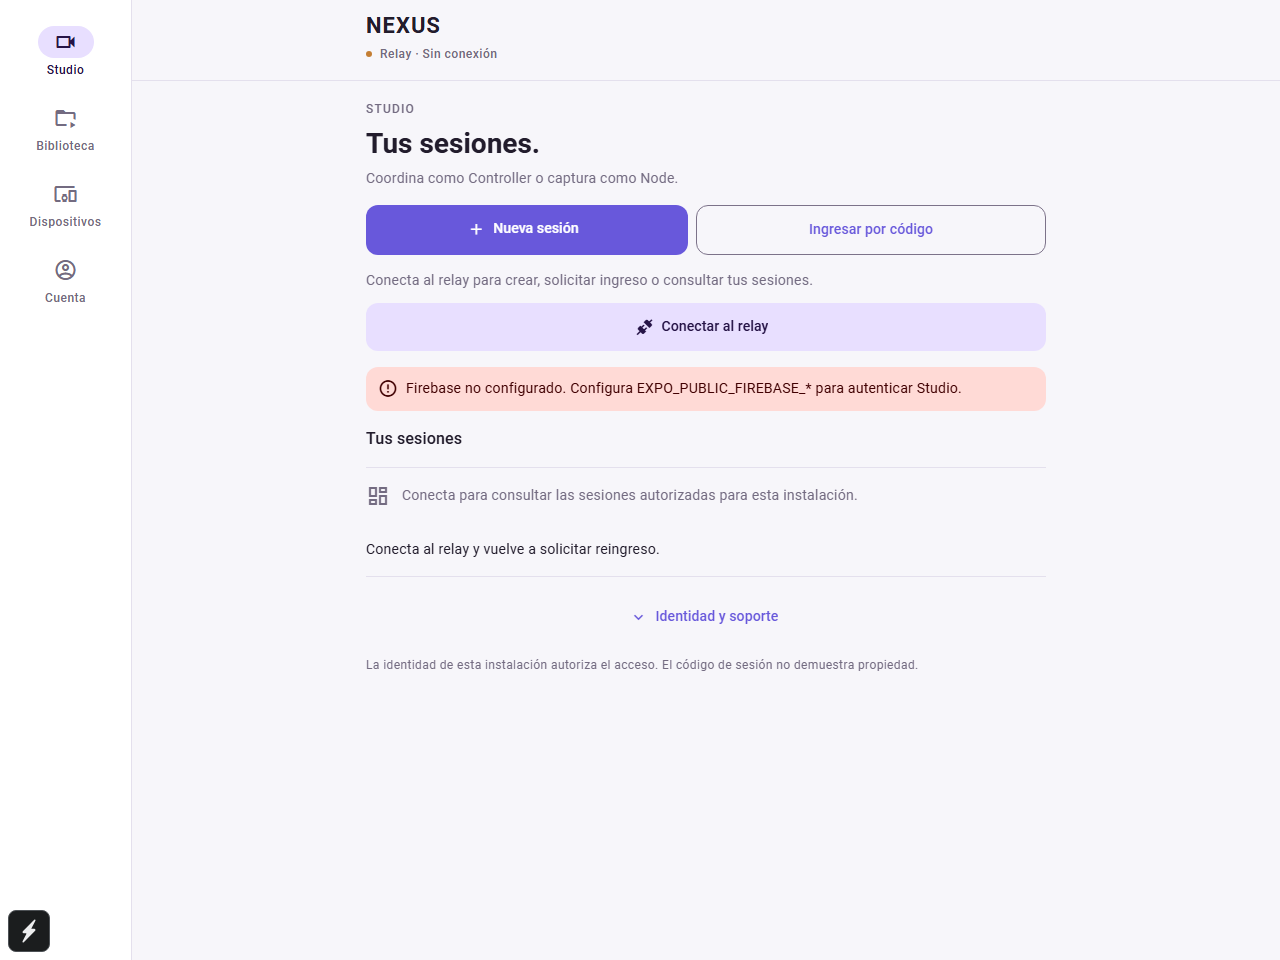 Studio
Biblioteca
Dispositivos
Cuenta
NEXUS
Relay · Sin conexión
STUDIO
Tus sesiones.
Coordina como Controller o captura como Node.
Nueva sesión
Ingresar por código
Conecta al relay para crear, solicitar ingreso o consultar tus sesiones.
Conectar al relay
Firebase no configurado. Configura EXPO_PUBLIC_FIREBASE_* para autenticar Studio.
Tus sesiones
Conecta para consultar las sesiones autorizadas para esta instalación.
Conecta al relay y vuelve a solicitar reingreso.
Identidad y soporte
La identidad de esta instalación autoriza el acceso. El código de sesión no demuestra propiedad.